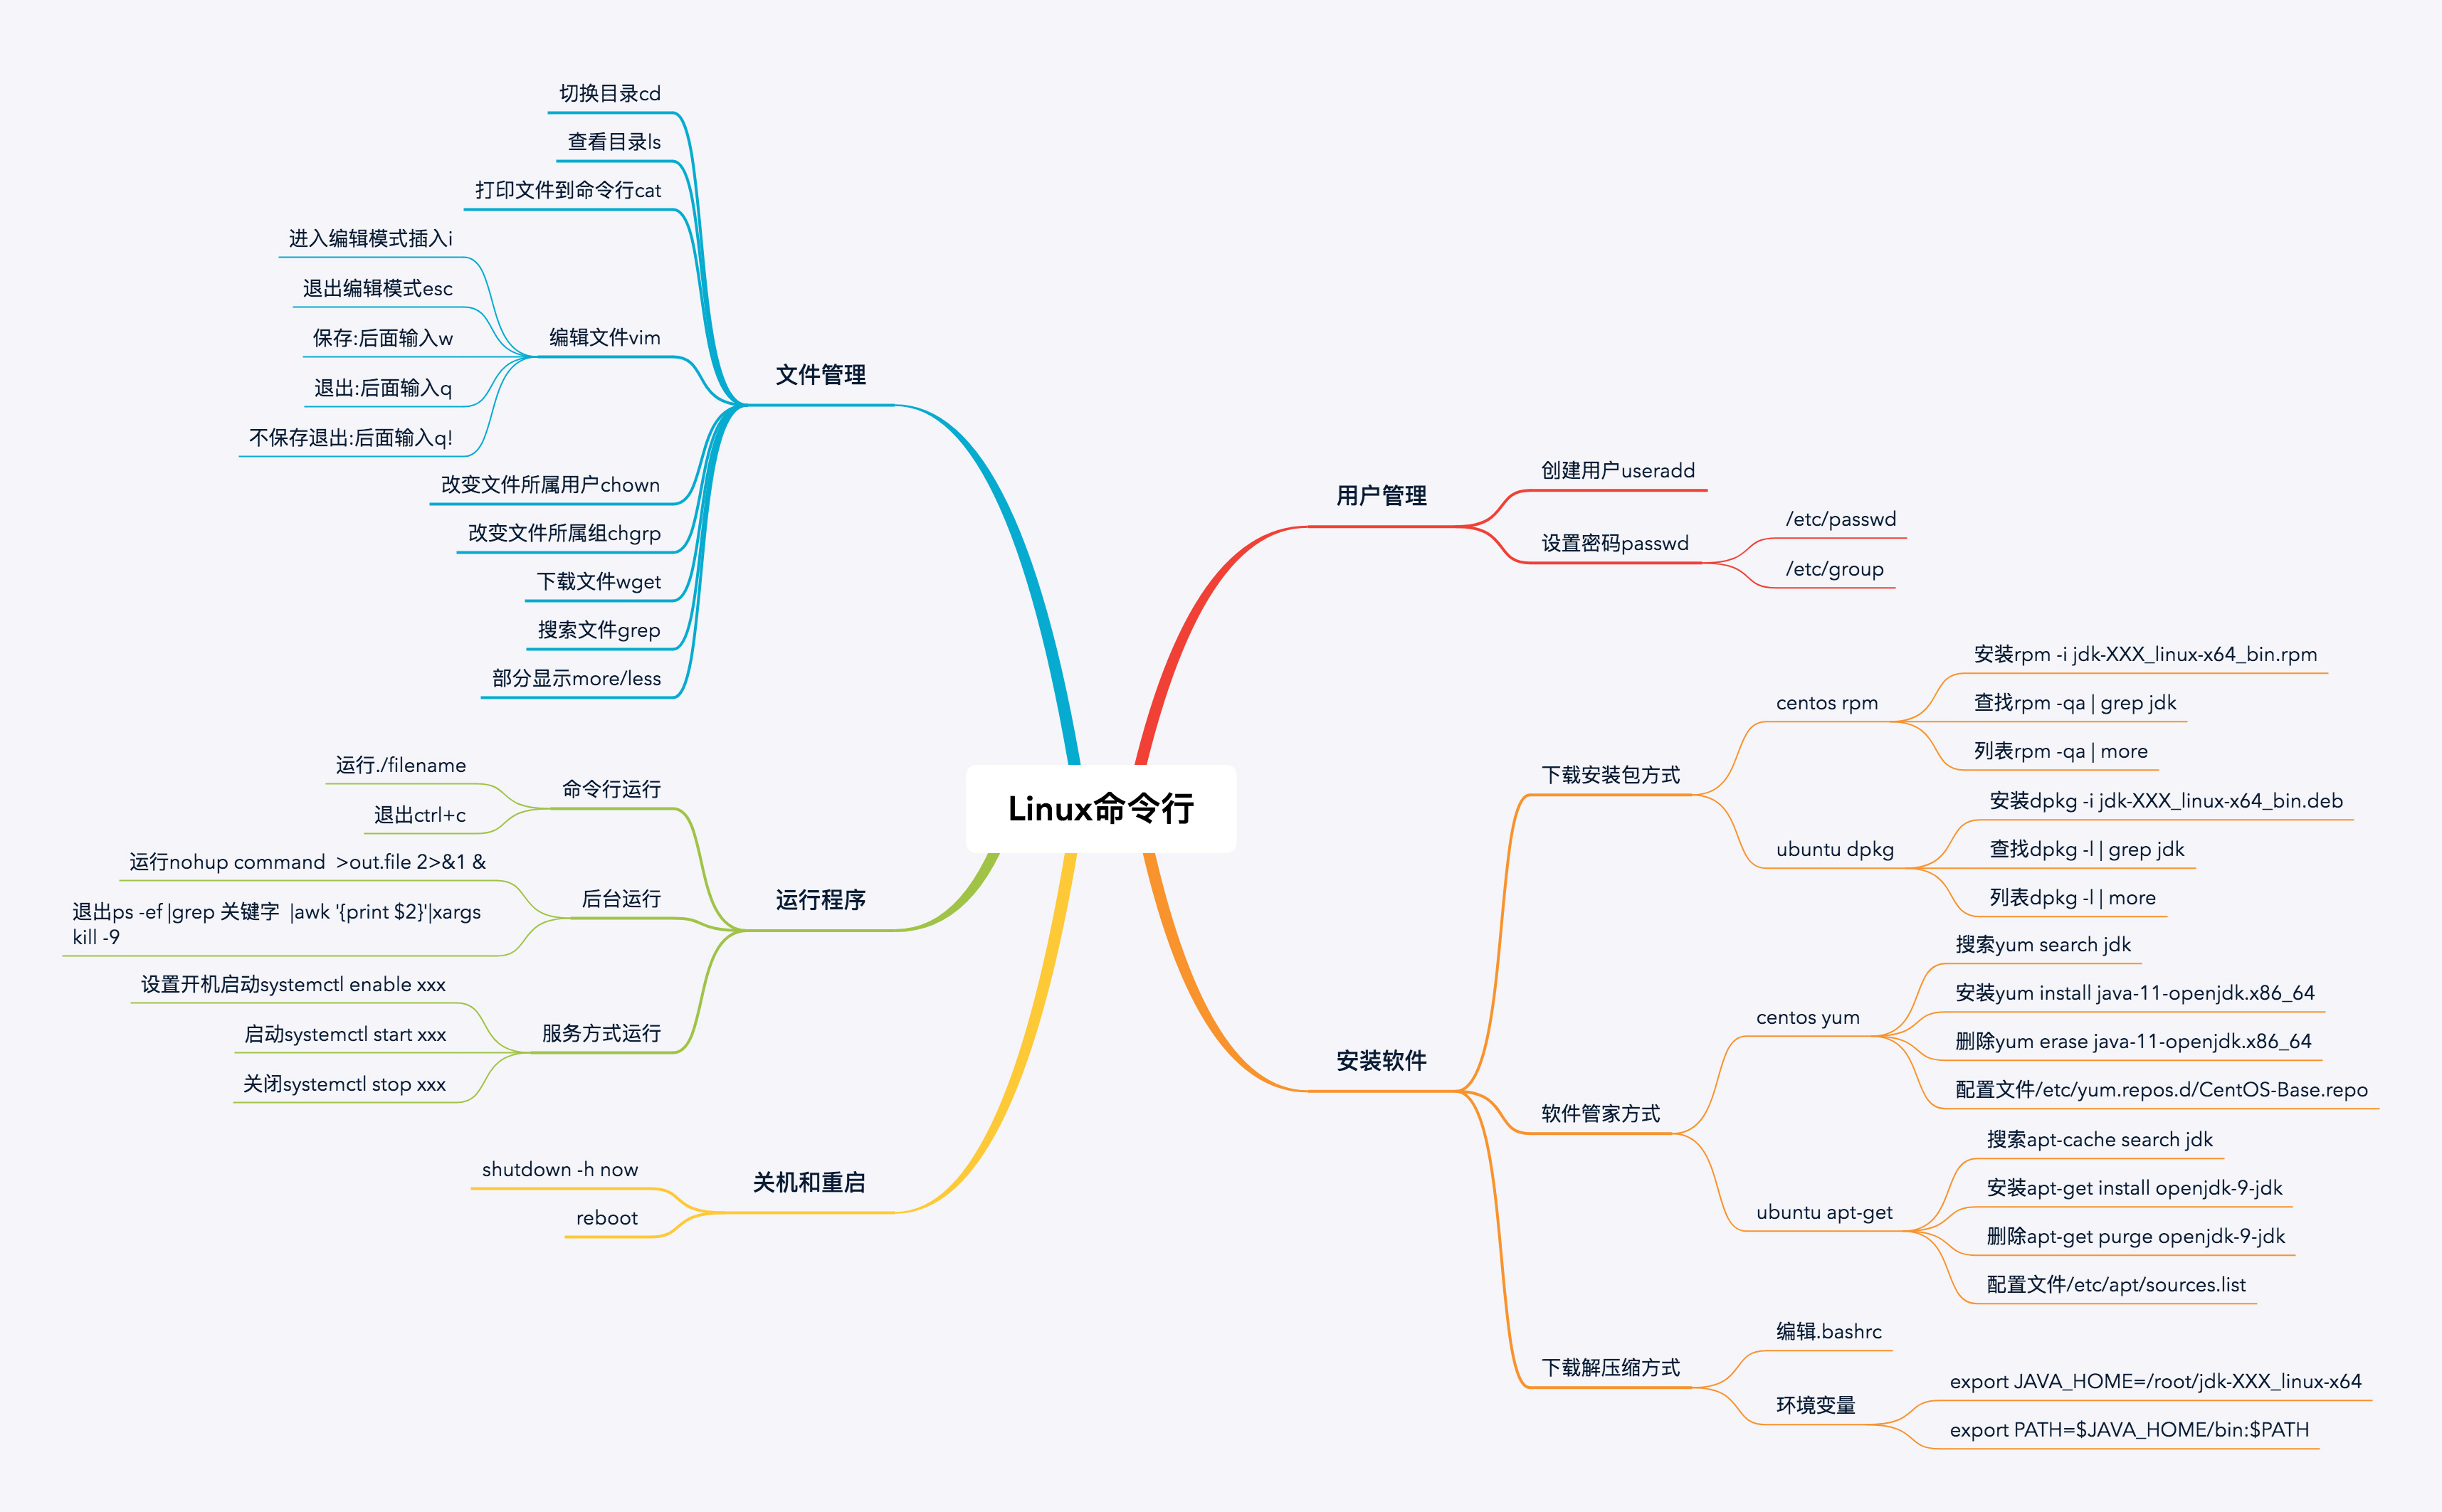 Linux命令行
用户管理
创建用户useradd
设置密码passwd
/etc/passwd
/etc/group
安装软件
下载安装包方式
centos rpm
安装rpm -i jdk-XXX_linux-x64_bin.rpm
查找rpm -qa | grep jdk
列表rpm -qa | more
ubuntu dpkg
安装dpkg -i jdk-XXX_linux-x64_bin.deb
查找dpkg -l | grep jdk
列表dpkg -l | more
软件管家方式
centos yum
搜索yum search jdk
安装yum install java-11-openjdk.x86_64
删除yum erase java-11-openjdk.x86_64
配置文件/etc/yum.repos.d/CentOS-Base.repo
ubuntu apt-get
搜索apt-cache search jdk
安装apt-get install openjdk-9-jdk
删除apt-get purge openjdk-9-jdk
配置文件/etc/apt/sources.list
下载解压缩方式
编辑.bashrc
环境变量
export JAVA_HOME=/root/jdk-XXX_linux-x64
export PATH=$JAVA_HOME/bin:$PATH
文件管理
切换目录cd
查看目录ls
打印文件到命令行cat
编辑文件vim
进入编辑模式插入i
退出编辑模式esc
保存:后面输入w
退出:后面输入q
不保存退出:后面输入q!
改变文件所属用户chown
改变文件所属组chgrp
下载文件wget
搜索文件grep
部分显示more/less
运行程序
命令行运行
运行./filename
退出ctrl+c
后台运行
运行nohup command  >out.file 2>&1 &
退出ps -ef |grep 关键字  |awk '{print $2}'|xargs
kill -9
服务方式运行
设置开机启动systemctl enable xxx
启动systemctl start xxx
关闭systemctl stop xxx
关机和重启
shutdown -h now
reboot